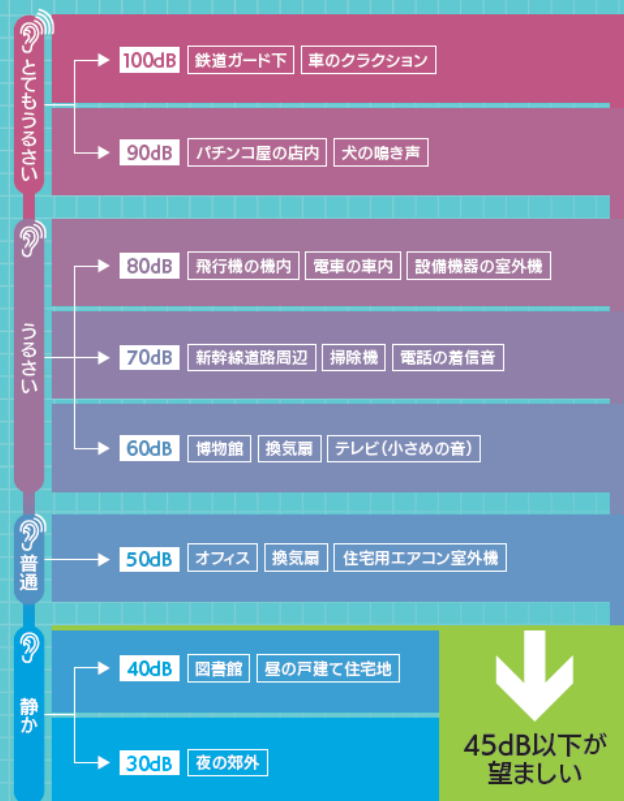 とてもうるさい
100dB 鉄道ガード下 車のクラクション
90dB パチンコ屋の店内 犬の鳴き声
うるさい
80dB 飛行機の機内 電車の車内 設備機器の室外機
70dB 新幹線道路周辺 掃除機 電話の着信音
60dB 博物館 換気扇 テレビ（小さめの音）
普通
50dB オフィス 換気扇 住宅用エアコン室外機
静か
40dB 図書館 昼の戸建て住宅地
30dB 夜の郊外
45dB以下が
望ましい